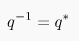 q⁻¹ = q*